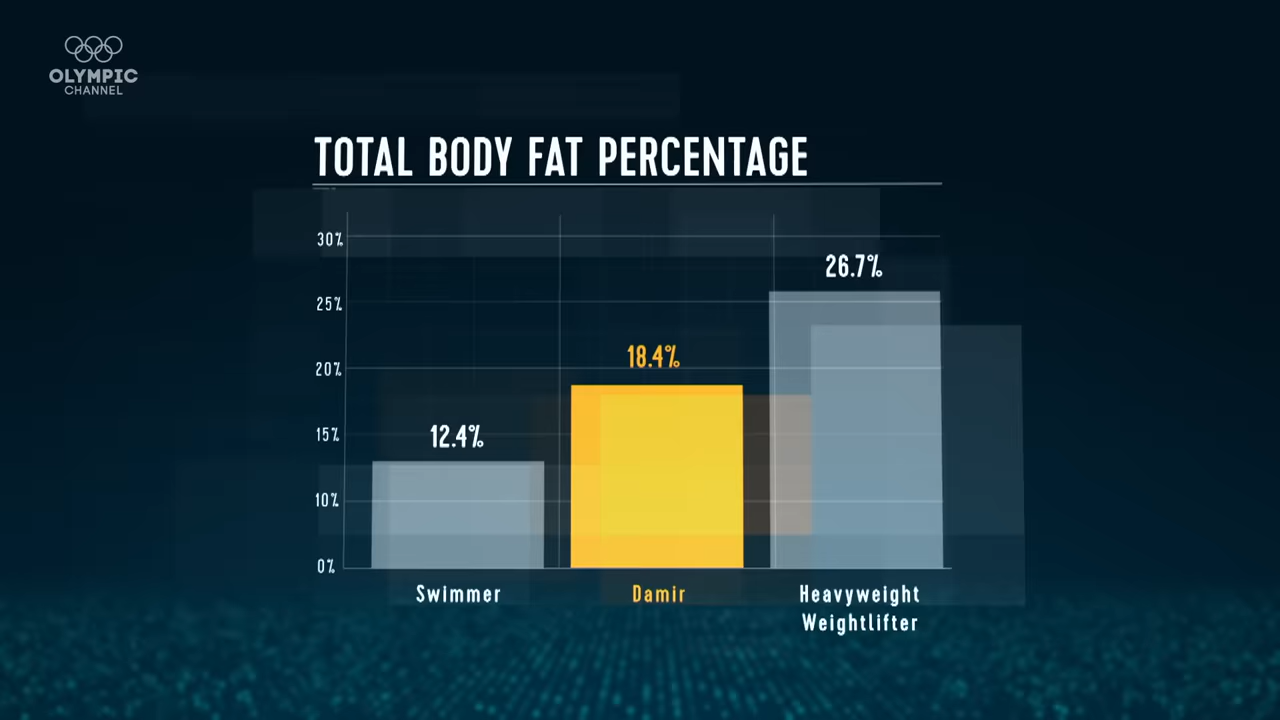 OLYMPIC
CHANNEL
TOTAL BODY FAT PERCENTAGE
30%
26.7%
25%
20%
18.4%
15%
12.4%
10%
0%
Swimmer
Damir
Heavyweight
Weightlifter